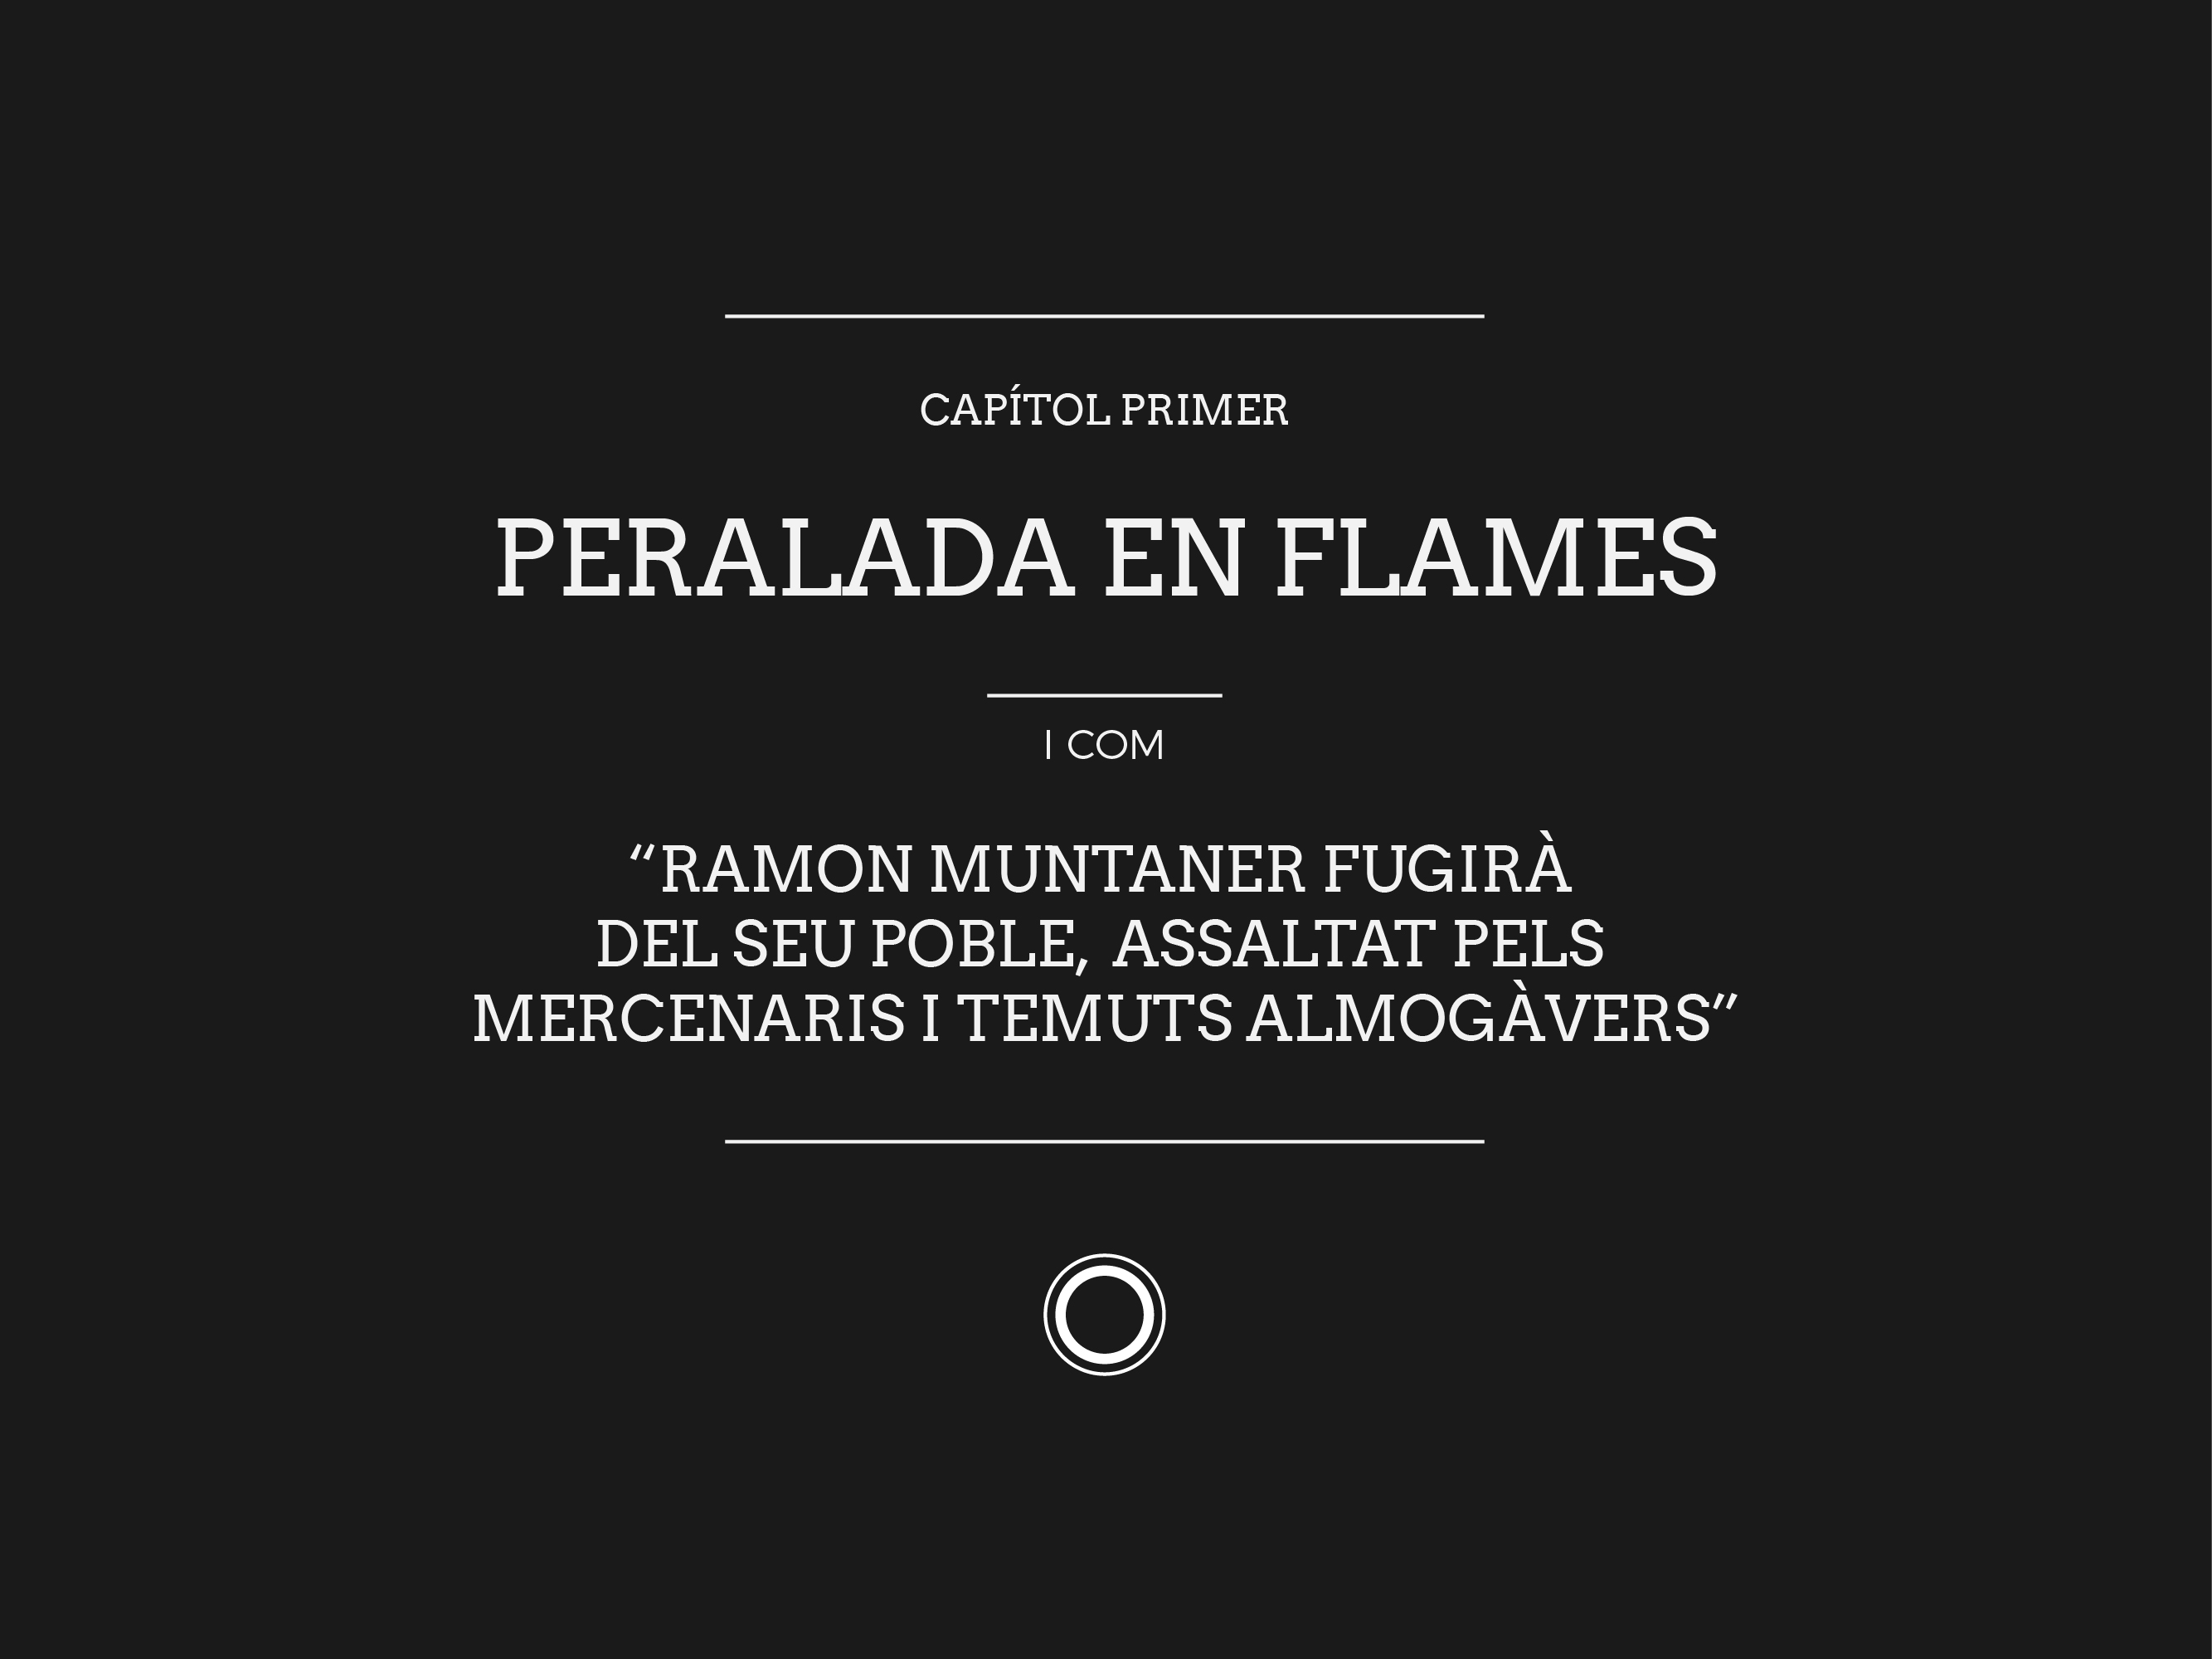 CAPÍTOL PRIMER
PERALADA EN FLAMES
I COM
“RAMON MUNTANER FUGIRÀ
DEL SEU POBLE, ASSALTAT PELS
MERCENARIS I TEMUTS ALMOGÀVERS”